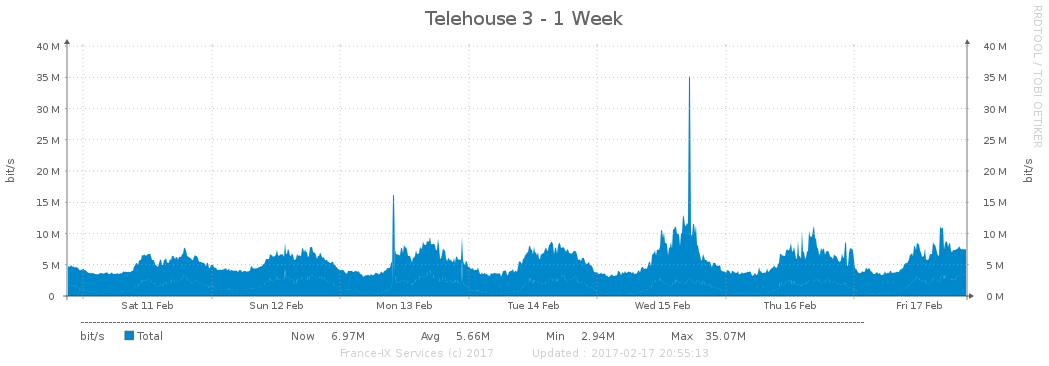 Telehouse 3 - 1 Week
RRDTOOL / TOBI OETIKER
40 M 40 M
35 M 35 M
30 M 30 M
25 M 25 M
20 M 20 M
15 M 15 M
10 M 10 M
5 M 5 M
0 0 M
bit/s bit/s
Sat 11 Feb Sun 12 Feb Mon 13 Feb Tue 14 Feb Wed 15 Feb Thu 16 Feb Fri 17 Feb
bit/s Total Now 6.97M Avg 5.66M Min 2.94M Max 35.07M
France-IX Services (c) 2017 Updated : 2017-02-17 20:55:13